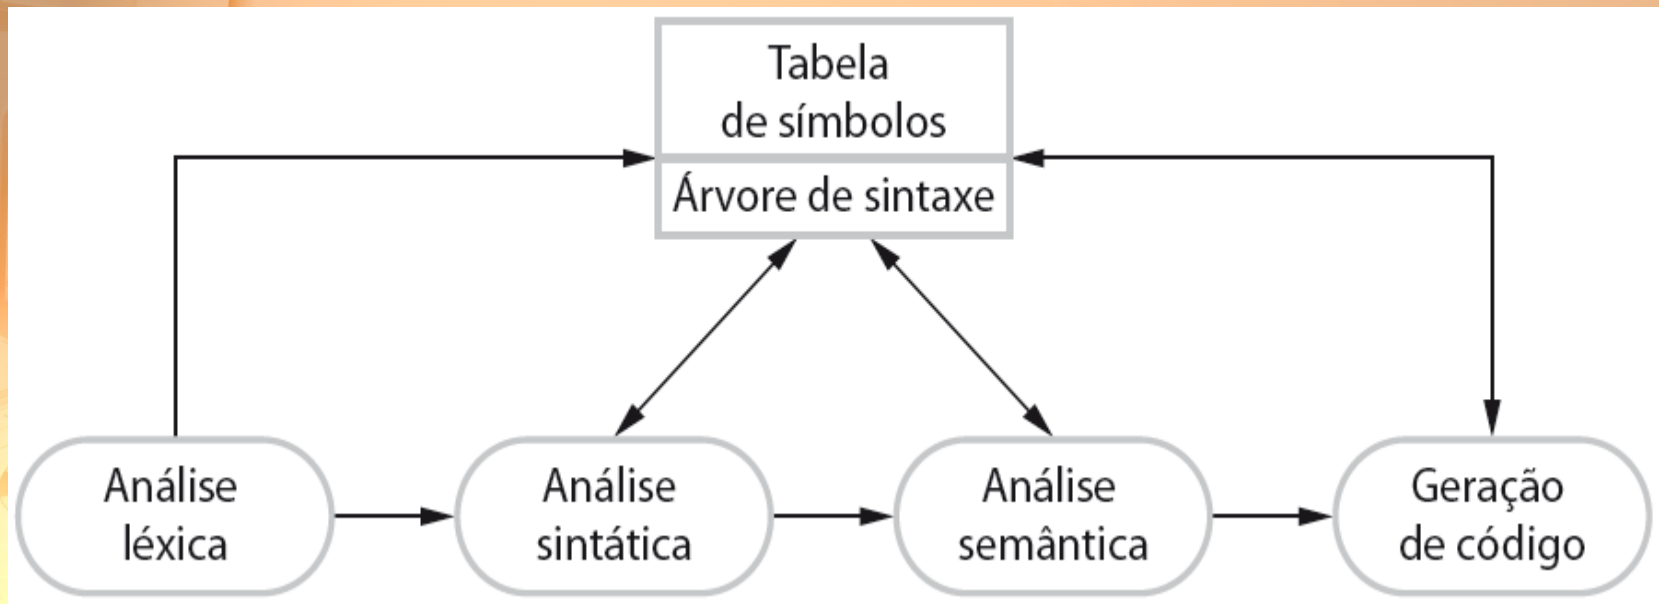 Tabela
de símbolos
Árvore de sintaxe
Análise
léxica
Análise
sintática
Análise
semântica
Geração
de código